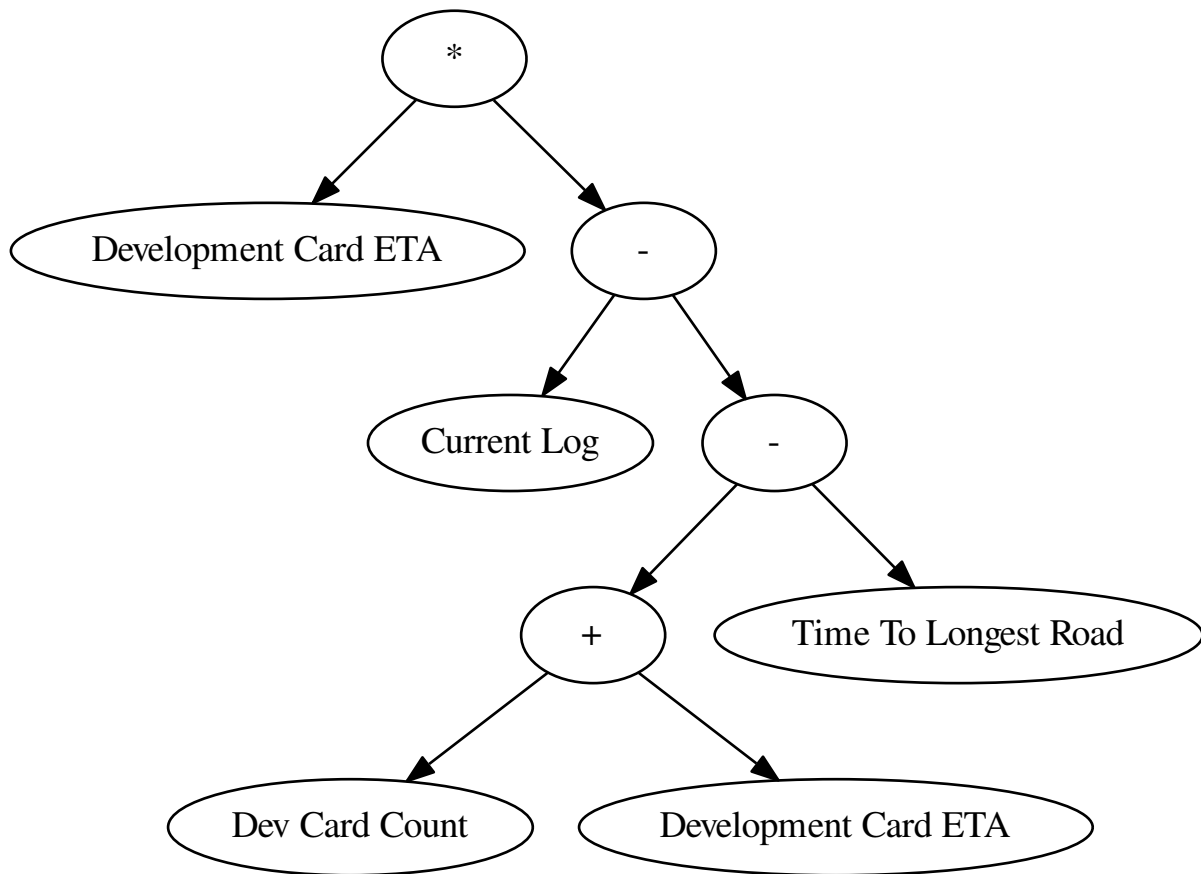 *
Development Card ETA
-
Current Log
-
+
Time To Longest Road
Dev Card Count
Development Card ETA